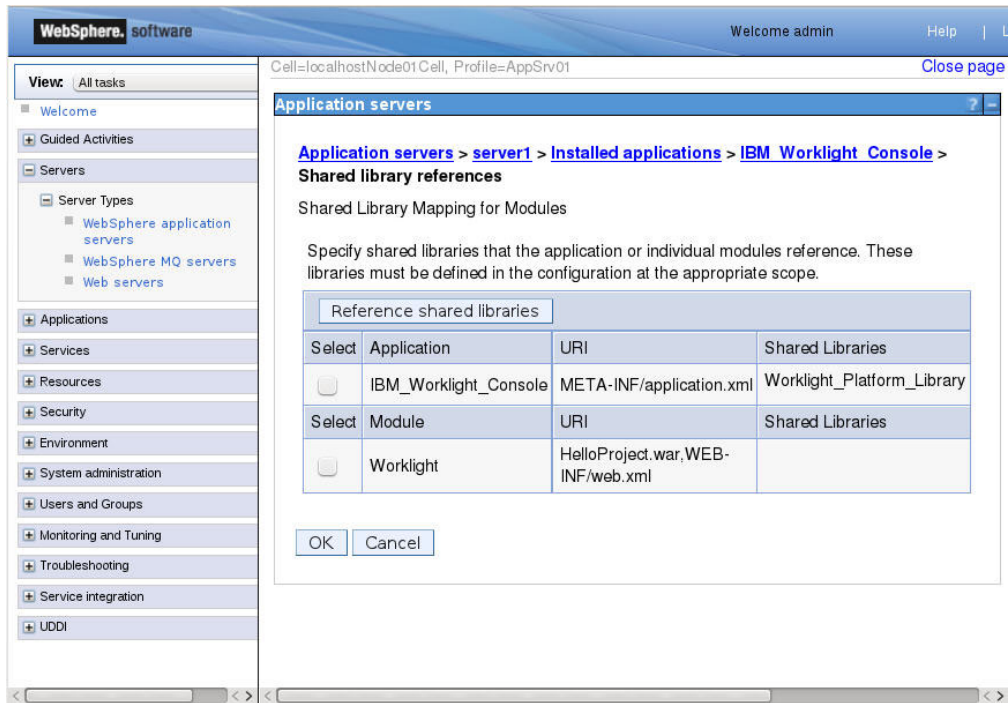 WebSphere. software
Welcome admin
Help | L
View: All tasks
Welcome
Guided Activities
Servers
Server Types
WebSphere application
servers
WebSphere MQ servers
Web servers
Applications
Services
Resources
Security
Environment
System administration
Users and Groups
Monitoring and Tuning
Troubleshooting
Service integration
UDDI
Cell=localhostNode01Cell, Profile=AppSrv01
Close page
Application servers
? –
Application servers > server1 > Installed applications > IBM_Worklight_Console >
Shared library references
Shared Library Mapping for Modules
Specify shared libraries that the application or individual modules reference. These
libraries must be defined in the configuration at the appropriate scope.
Reference shared libraries
Select Application URI Shared Libraries
IBM_Worklight_Console META-INF/application.xml Worklight_Platform_Library
Select Module URI Shared Libraries
Worklight HelloProject.war,WEB-
INF/web.xml
OK Cancel